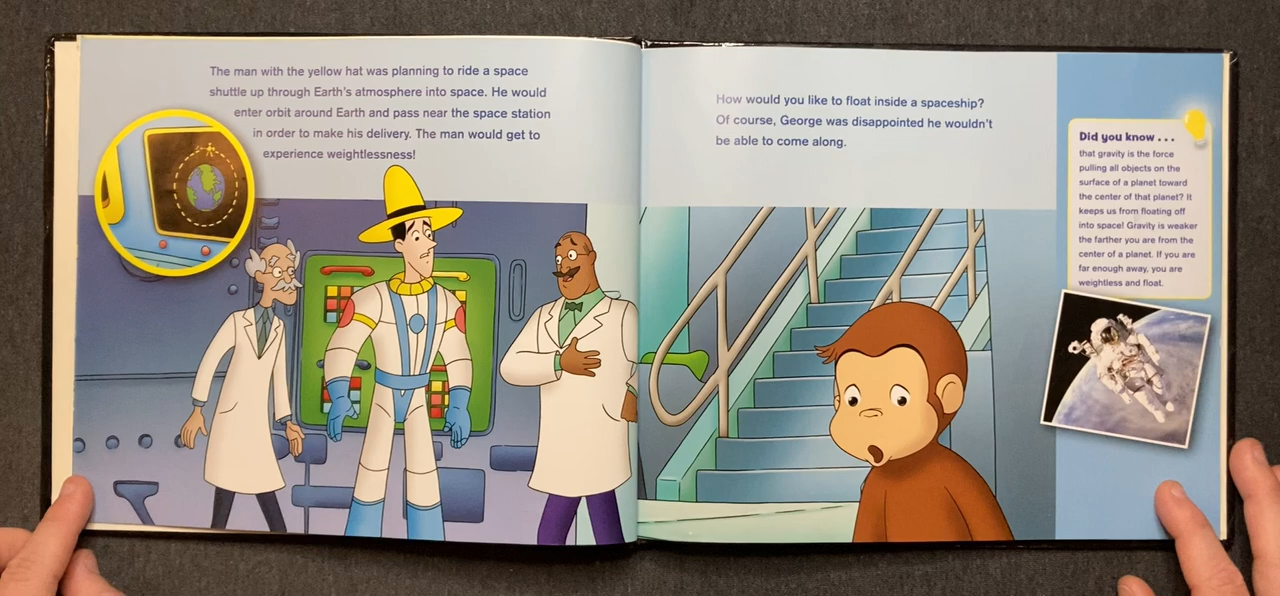 The man with the yellow hat was planning to ride a space
shuttle up through Earth's atmosphere into space. He would
enter orbit around Earth and pass near the space station
in order to make his delivery. The man would get to
experience weightlessness!
How would you like to float inside a spaceship?
Of course, George was disappointed he wouldn't
be able to come along.
Did you know . . .
that gravity is the force
pulling all objects on the
surface of a planet toward
the center of that planet? It
keeps us from floating off
into space! Gravity is weaker
the farther you are from the
center of a planet. If you are
far enough away, you are
weightless and float.